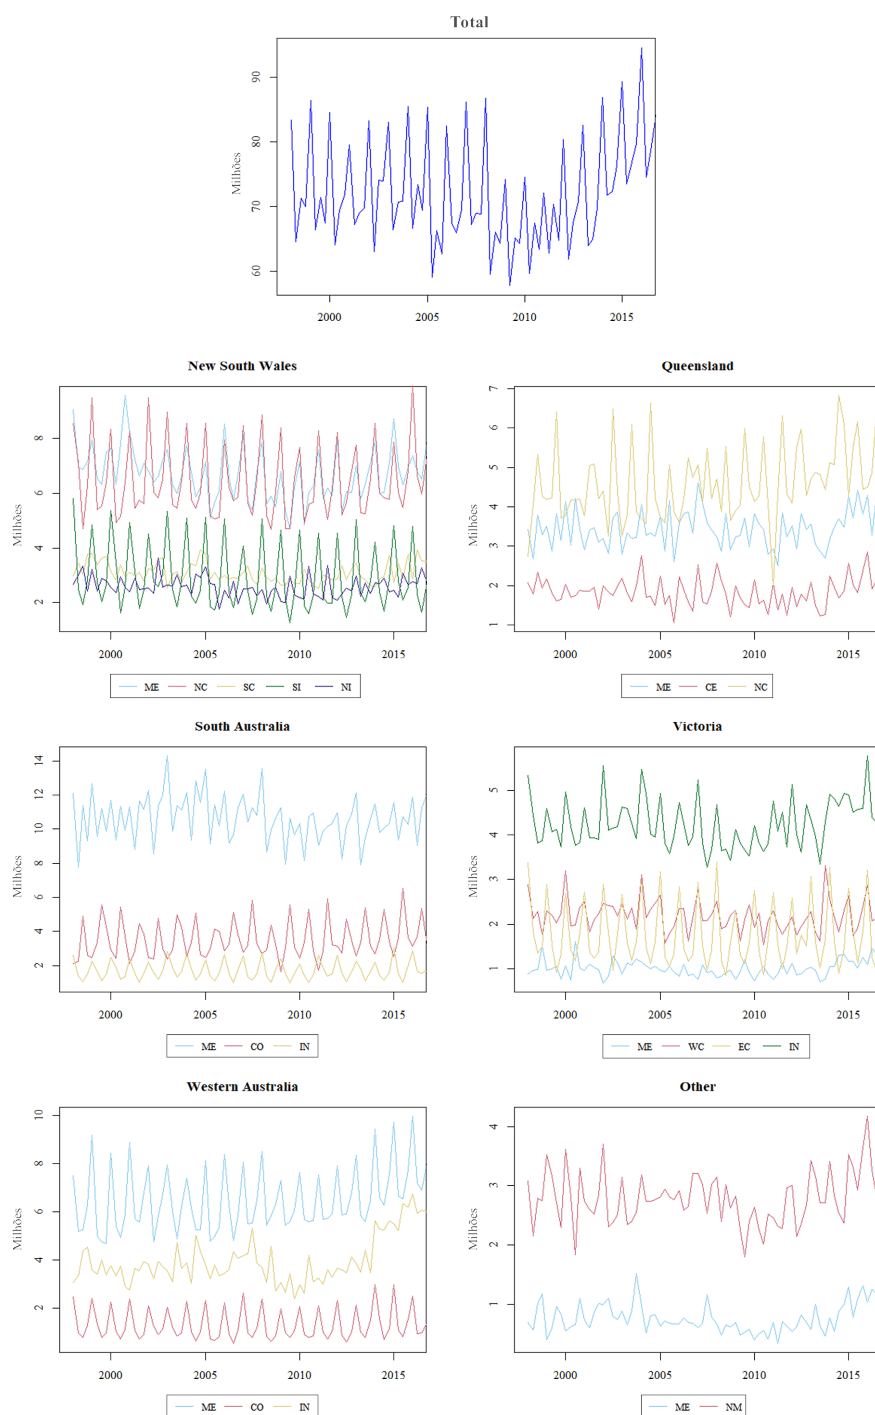 Total
Milhões
90
80
70
60
2000 2005 2010 2015
New South Wales
Milhões
8
6
4
2
2000 2005 2010 2015
ME NC SC SI NI
Queensland
Milhões
7
6
5
4
3
2
1
2000 2005 2010 2015
ME CE NC
South Australia
Milhões
14
12
10
8
6
4
2
2000 2005 2010 2015
ME CO IN
Victoria
Milhões
5
4
3
2
1
2000 2005 2010 2015
ME WC EC IN
Western Australia
Milhões
10
8
6
4
2
2000 2005 2010 2015
ME CO IN
Other
Milhões
4
3
2
1
2000 2005 2010 2015
ME NM